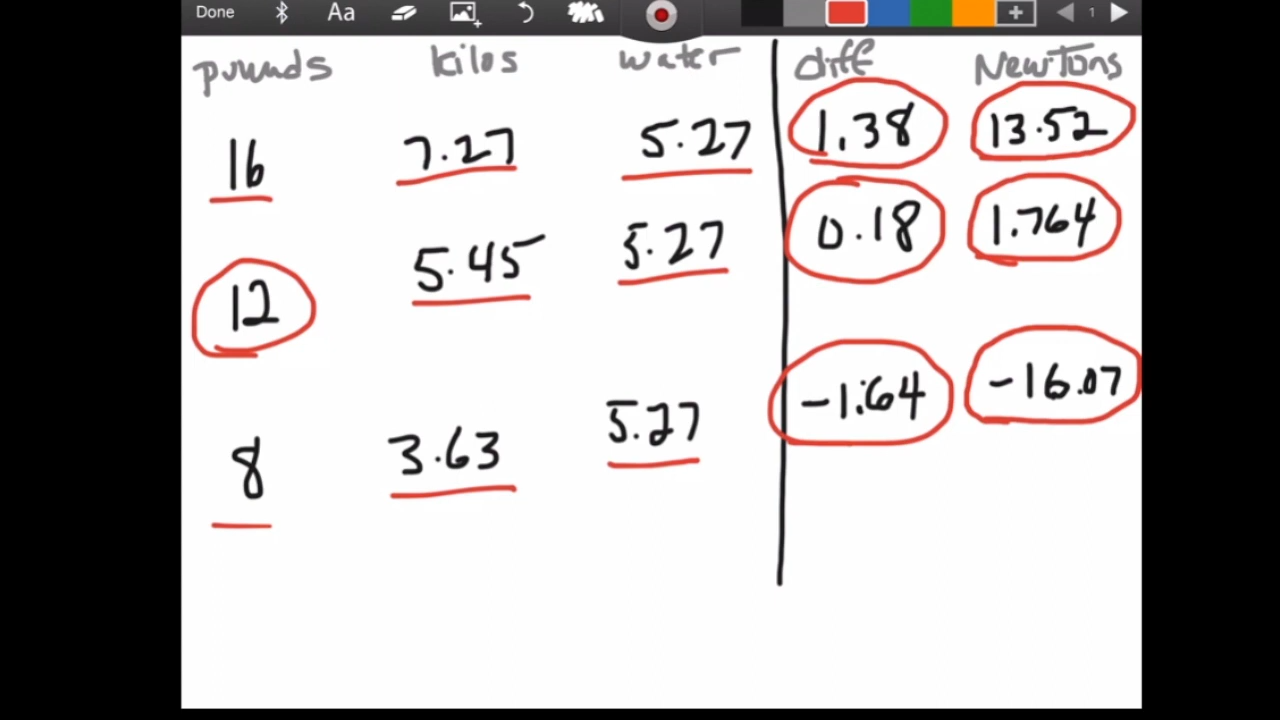 Done Aa 1
pounds kilos water diff Newtons
16 7.27 5.27 1.38 13.52
12 5.45 5.27 0.18 1.764
8 3.63 5.27 -1.64 -16.07